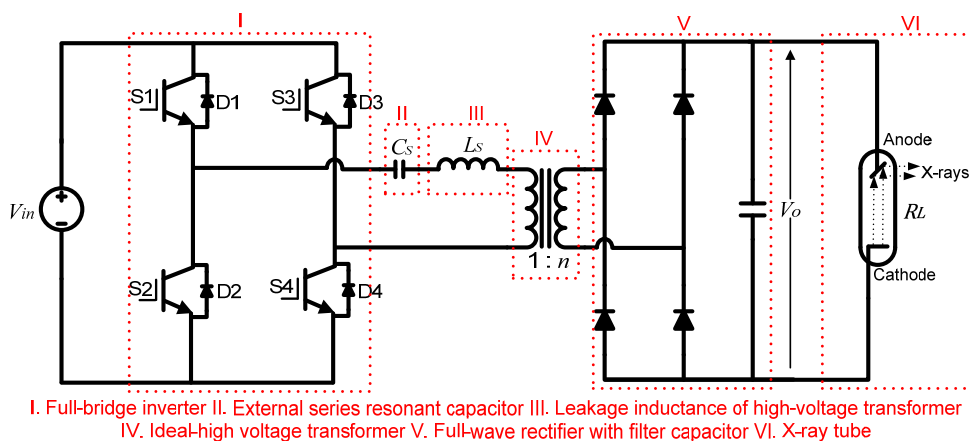 I
II
III
IV
V
VI
S1
D1
S3
D3
S2
D2
S4
D4
Vin
CS
LS
1 : n
Vo
Anode
X-rays
RL
Cathode
I. Full-bridge inverter II. External series resonant capacitor III. Leakage inductance of high-voltage transformer
IV. Ideal-high voltage transformer V. Full-wave rectifier with filter capacitor VI. X-ray tube